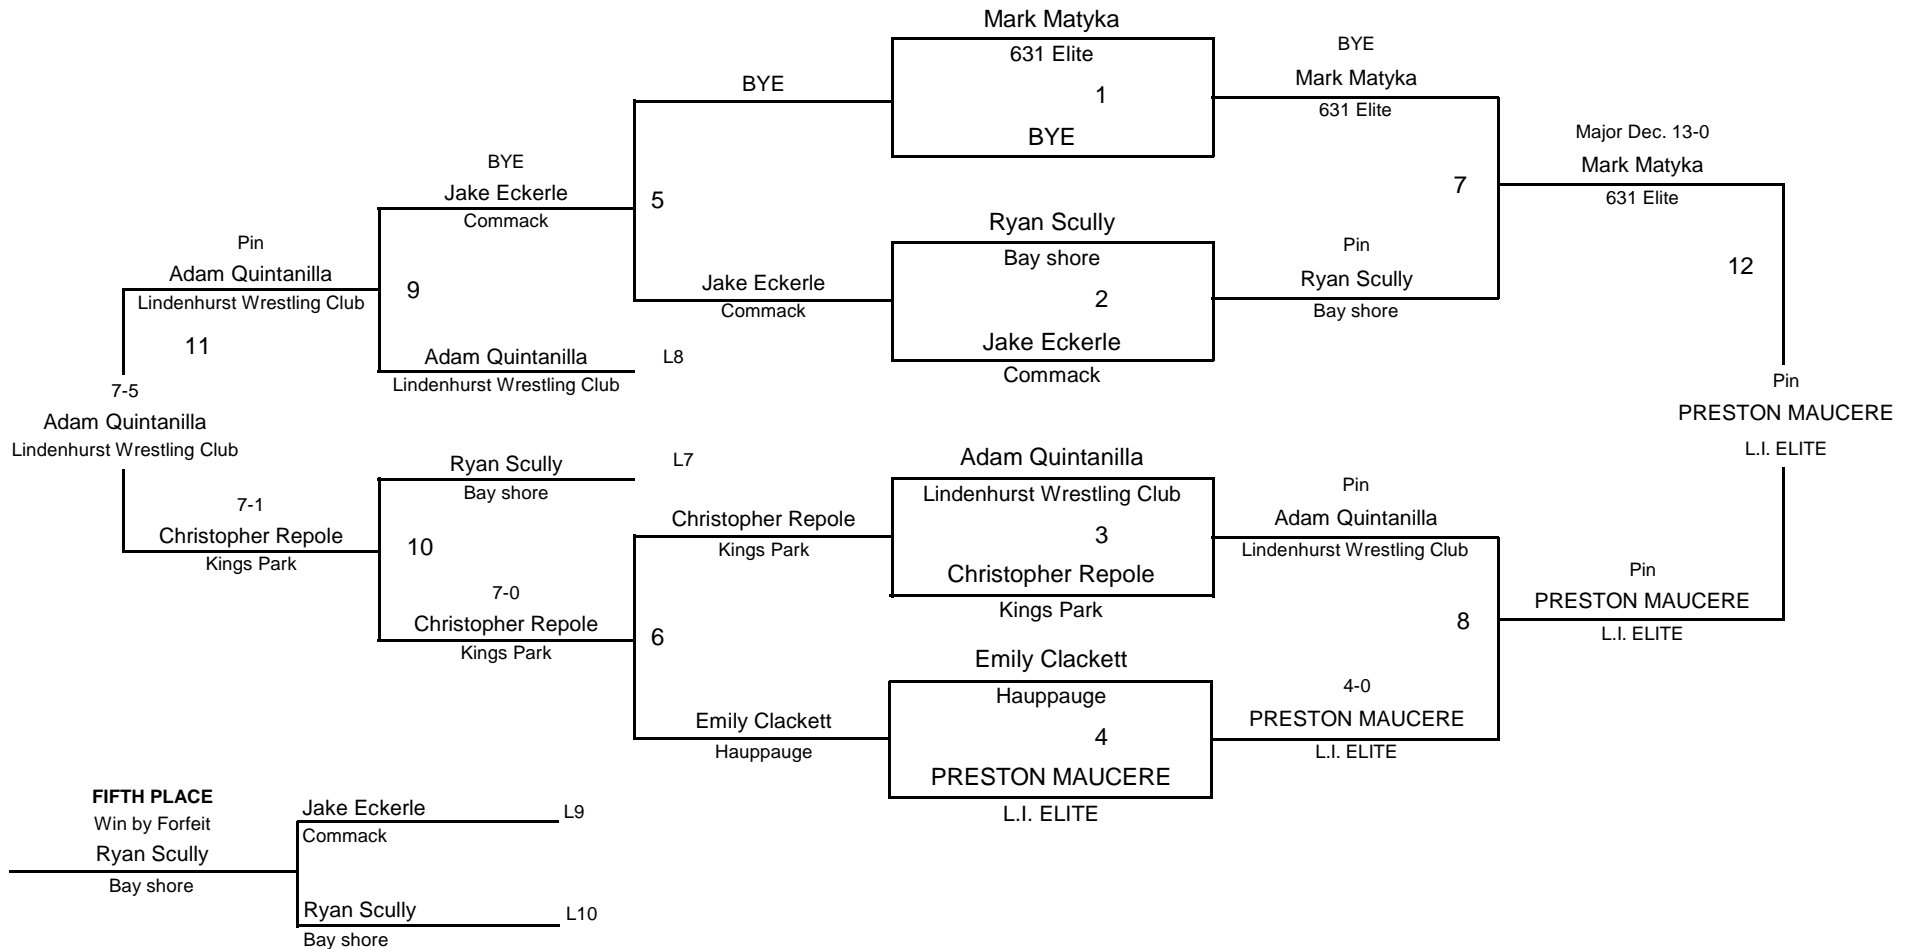 Mark Matyka
631 Elite
1
BYE
BYE
Mark Matyka
631 Elite
BYE
Major Dec. 13-0
Mark Matyka
631 Elite
7
12
BYE
Jake Eckerle
Commack
5
Ryan Scully
Bay shore
2
Jake Eckerle
Commack
Pin
Ryan Scully
Bay shore
Jake Eckerle
Commack
Pin
Adam Quintanilla
Lindenhurst Wrestling Club
9
11
Adam Quintanilla
Lindenhurst Wrestling Club
L8
7-5
Adam Quintanilla
Lindenhurst Wrestling Club
Pin
PRESTON MAUCERE
L.I. ELITE
Ryan Scully
Bay shore
L7
Adam Quintanilla
Lindenhurst Wrestling Club
3
Christopher Repole
Kings Park
Pin
Adam Quintanilla
Lindenhurst Wrestling Club
Christopher Repole
Kings Park
7-1
Christopher Repole
Kings Park
10
7-0
Christopher Repole
Kings Park
6
8
Pin
PRESTON MAUCERE
L.I. ELITE
Emily Clackett
Hauppauge
4
PRESTON MAUCERE
L.I. ELITE
4-0
PRESTON MAUCERE
L.I. ELITE
Emily Clackett
Hauppauge
FIFTH PLACE
Win by Forfeit
Ryan Scully
Bay shore
Jake Eckerle
Commack
L9
Ryan Scully
Bay shore
L10